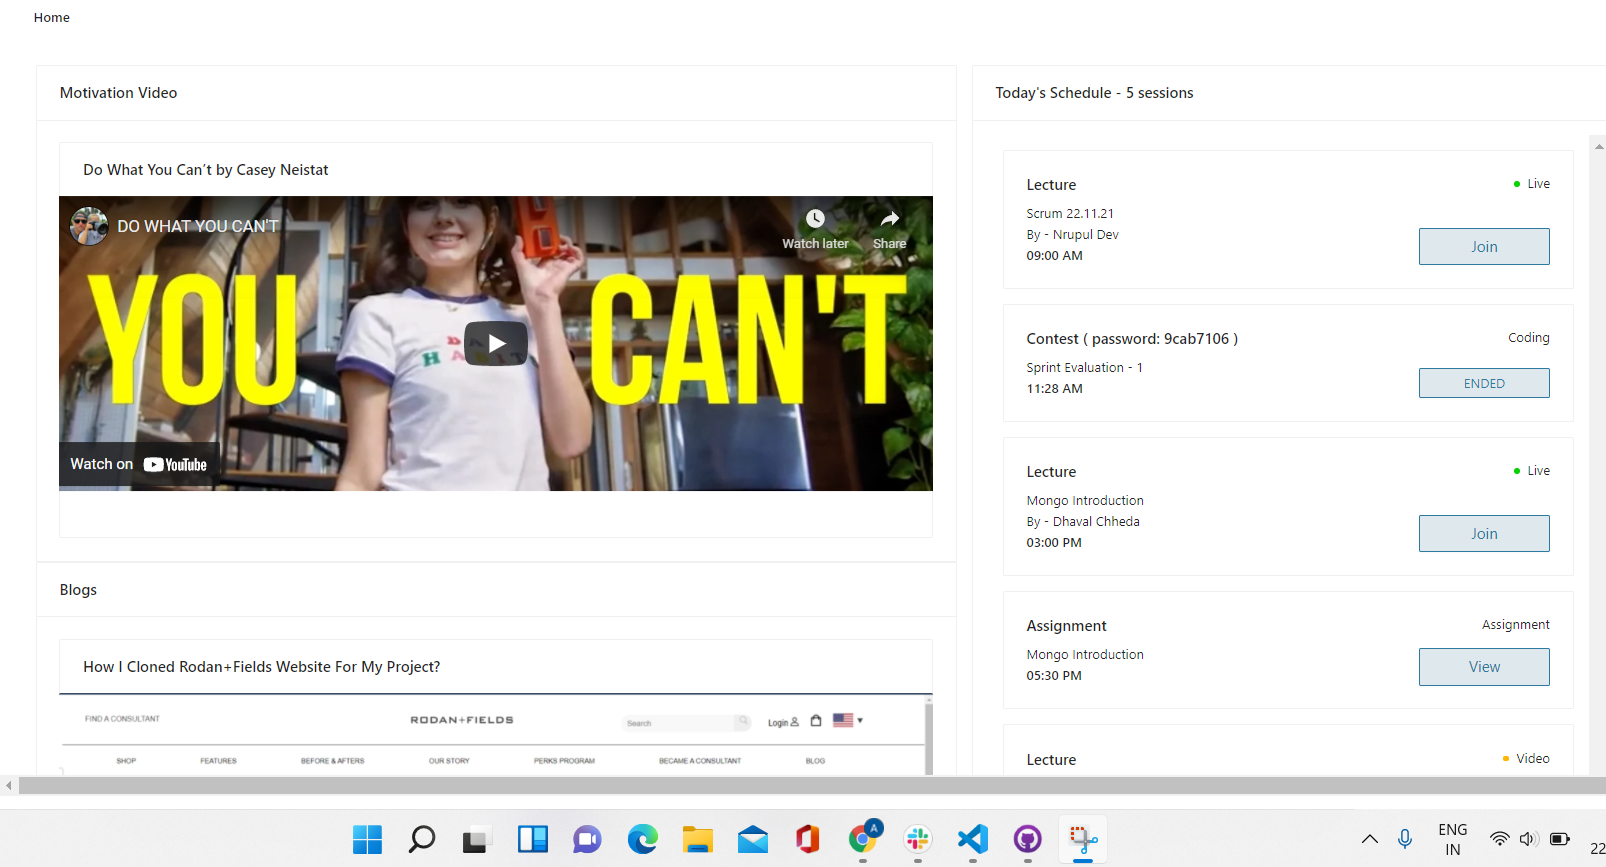 Home
Motivation Video
Do What You Can't by Casey Neistat
DO WHAT YOU CAN'T
Watch later
Share
YOU CAN'T
Watch on YouTube
Blogs
How I Cloned Rodan+Fields Website For My Project?
FIND A CONSULTANT
RODAN+FIELDS
Search
Login
SHOP
FEATURES
BEFORE & AFTERS
OUR STORY
PERKS PROGRAM
BECAME A CONSULTANT
BLOG
Today's Schedule - 5 sessions
Lecture
Live
Scrum 22.11.21
By - Nrupul Dev
09:00 AM
Join
Contest ( password: 9cab7106 )
Coding
Sprint Evaluation - 1
11:28 AM
ENDED
Lecture
Live
Mongo Introduction
By - Dhaval Chheda
03:00 PM
Join
Assignment
Assignment
Mongo Introduction
05:30 PM
View
Lecture
Video
A
ENG
IN
22